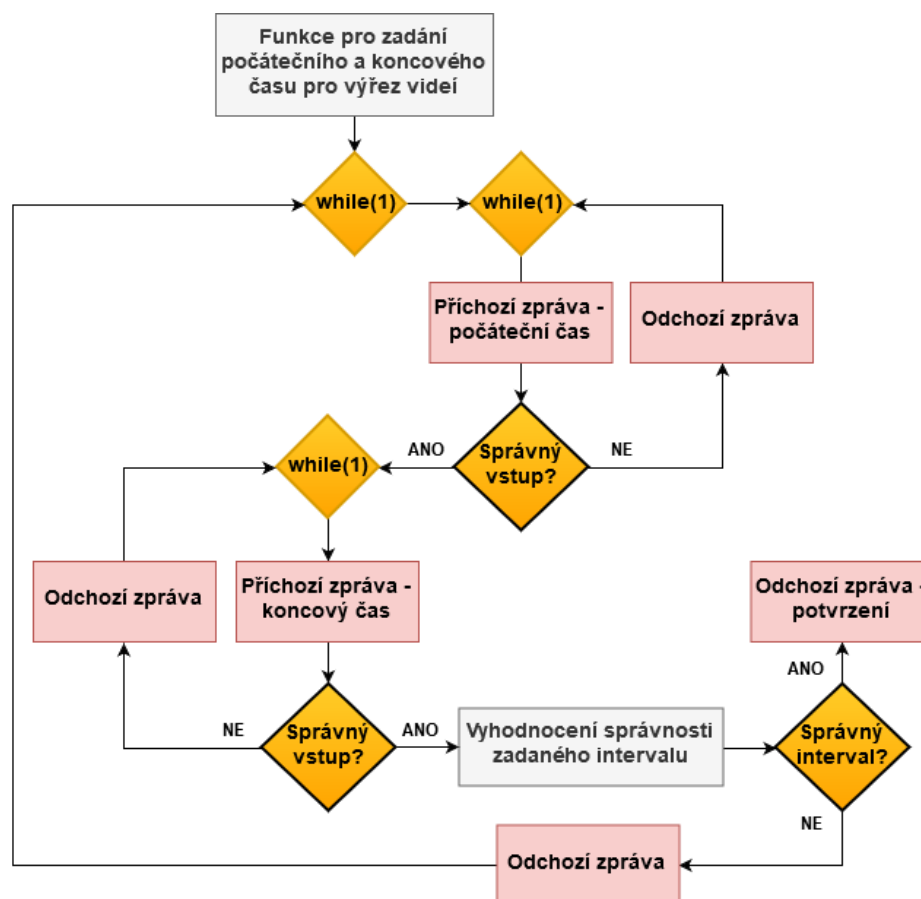 Funkce pro zadání
počátečního a koncového
času pro výřez videí
while(1)
while(1)
Příchozí zpráva -
počáteční čas
Odchozí zpráva
while(1)
ANO
Správný
vstup?
NE
Odchozí zpráva
Příchozí zpráva -
koncový čas
Odchozí zpráva -
potvrzení
ANO
NE
Správný
vstup?
ANO
Vyhodnocení správnosti
zadaného intervalu
Správný
interval?
NE
Odchozí zpráva